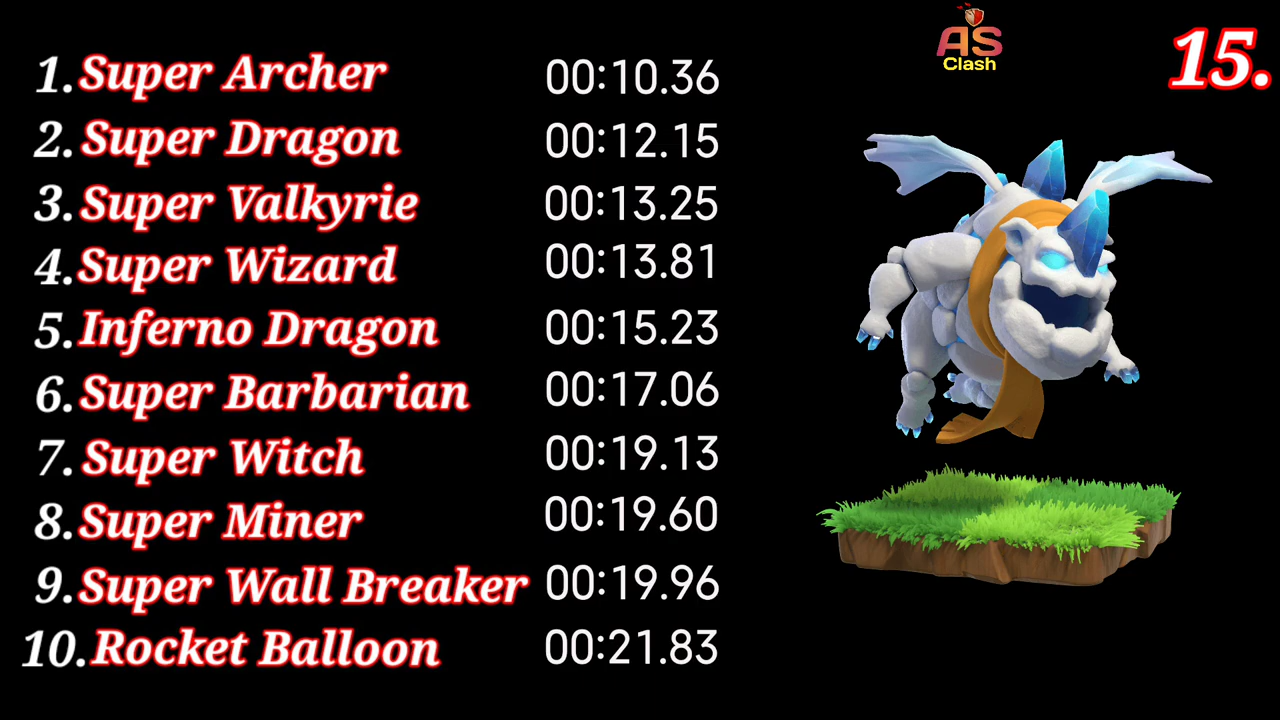 1. Super Archer 00:10.36
2. Super Dragon 00:12.15
3. Super Valkyrie 00:13.25
4. Super Wizard 00:13.81
5. Inferno Dragon 00:15.23
6. Super Barbarian 00:17.06
7. Super Witch 00:19.13
8. Super Miner 00:19.60
9. Super Wall Breaker 00:19.96
10. Rocket Balloon 00:21.83
AS
Clash
15.